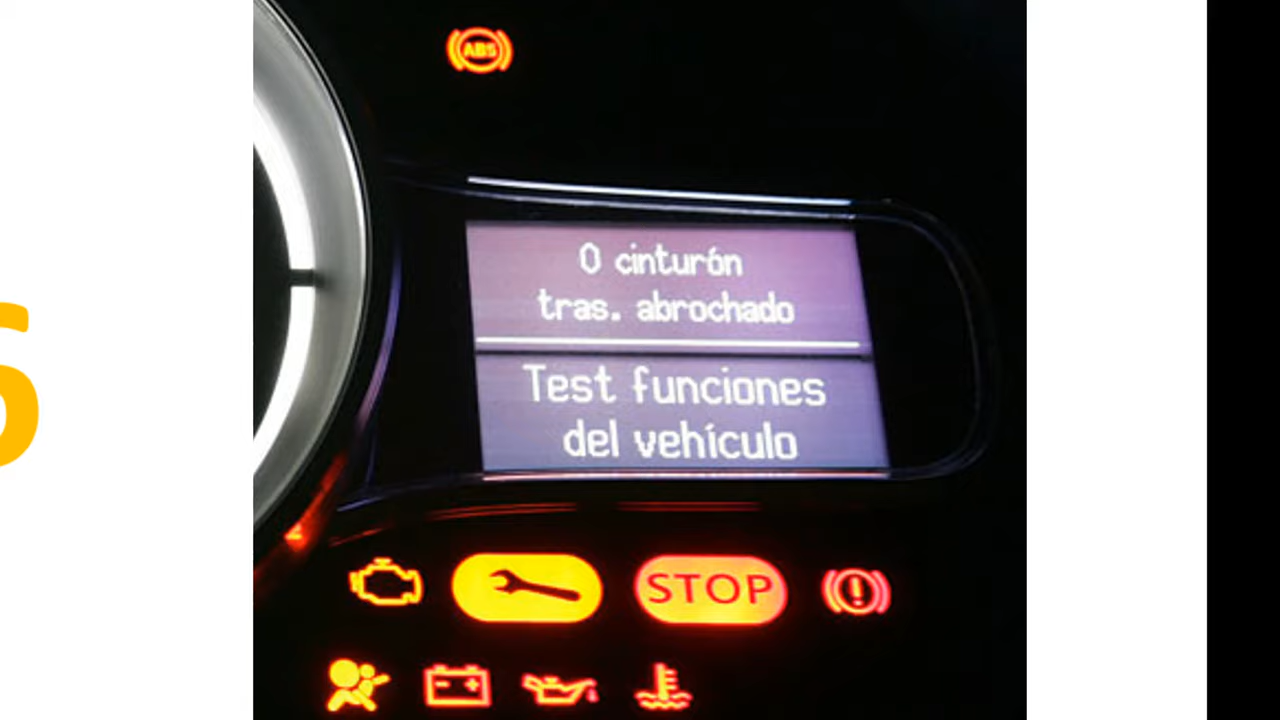 ABS
0 cinturón
tras. abrochado
Test funciones
del vehículo
STOP